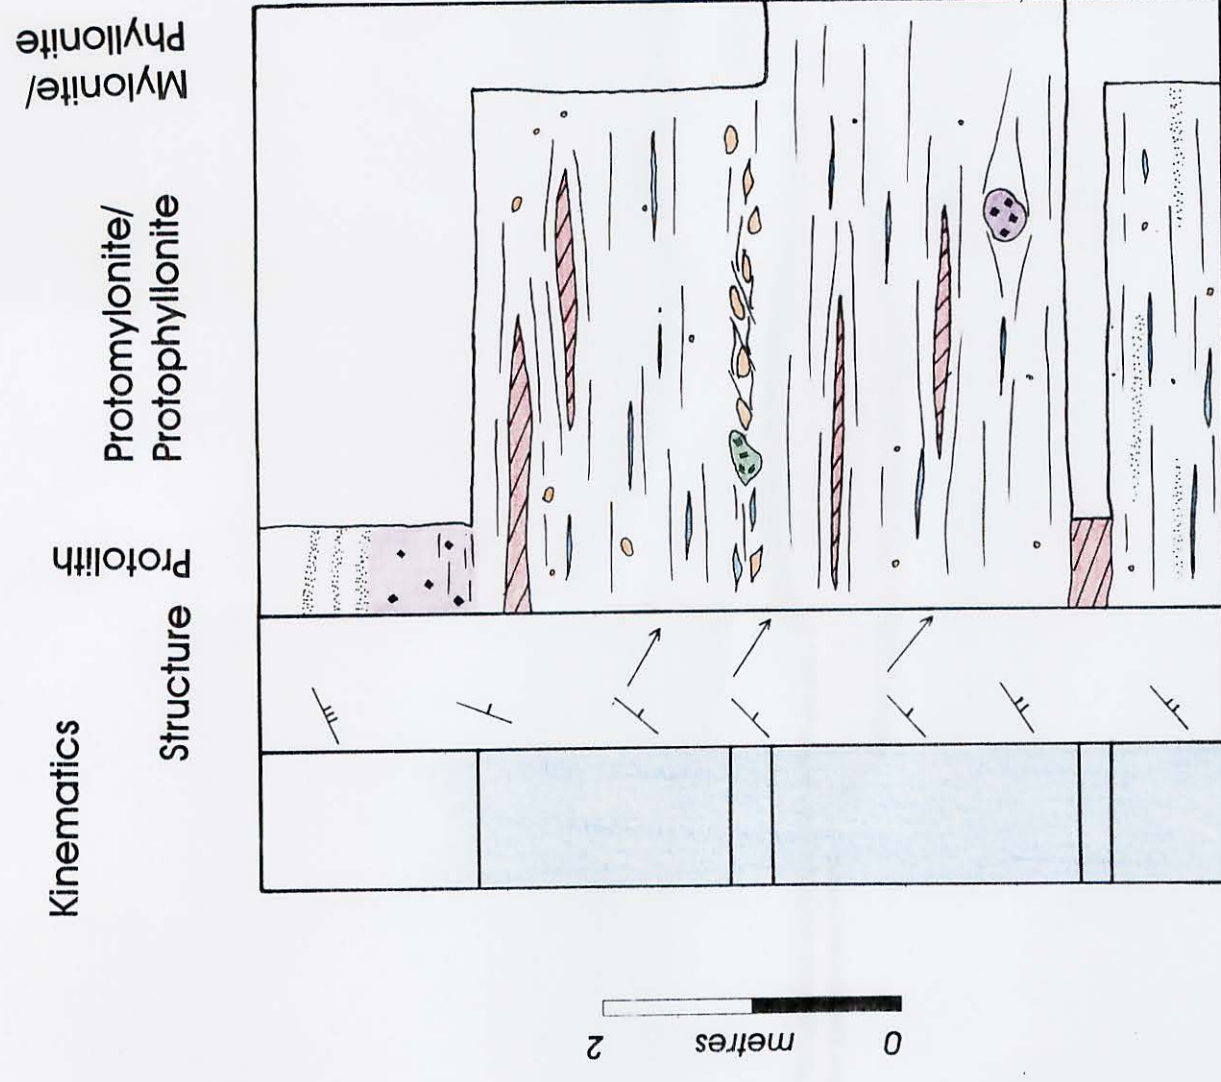 Mylonite/
Phyllonite
Protomylonite/
Protophyllonite
Protolith
Structure
Kinematics
0 metres 2